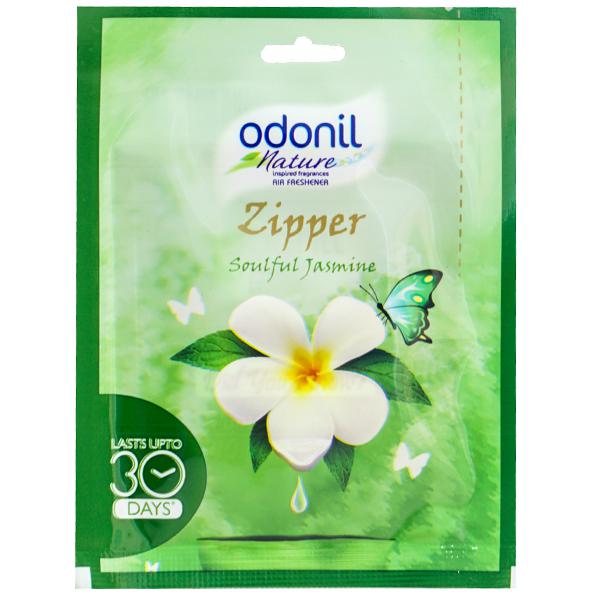 odonil
Nature
inspired fragrances
AIR FRESHENER
Zipper
Soulful Jasmine
LASTS UPTO
30
DAYS*